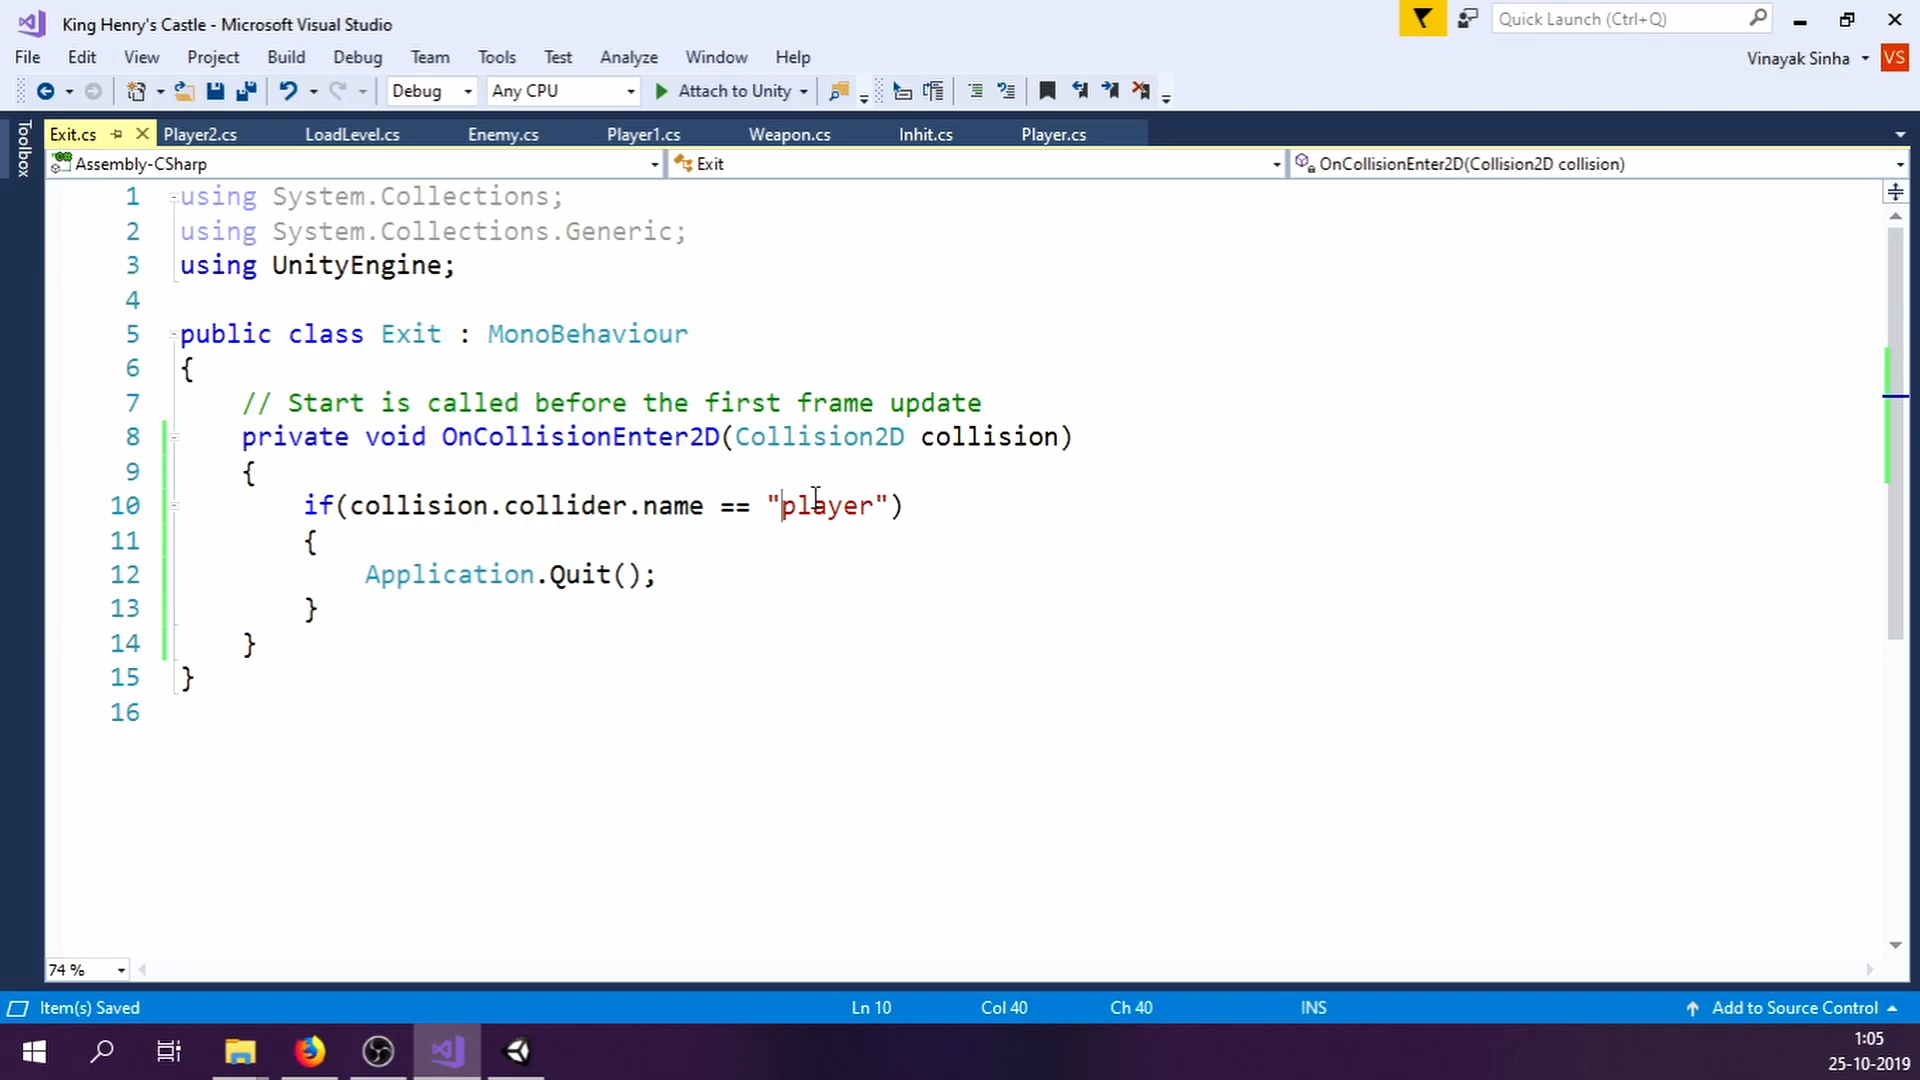 King Henry's Castle - Microsoft Visual Studio
Quick Launch (Ctrl+Q)
File Edit View Project Build Debug Team Tools Test Analyze Window Help
Vinayak Sinha VS
Debug Any CPU Attach to Unity
Toolbox
Exit.cs Player2.cs LoadLevel.cs Enemy.cs Player1.cs Weapon.cs Inhit.cs Player.cs
Assembly-CSharp Exit OnCollisionEnter2D(Collision2D collision)
1 using System.Collections;
2 using System.Collections.Generic;
3 using UnityEngine;
4
5 public class Exit : MonoBehaviour
6 {
7 // Start is called before the first frame update
8 private void OnCollisionEnter2D(Collision2D collision)
9 {
10 if(collision.collider.name == "player")
11 {
12 Application.Quit();
13 }
14 }
15 }
16
74 %
Item(s) Saved Ln 10 Col 40 Ch 40 INS Add to Source Control
1:05
25-10-2019